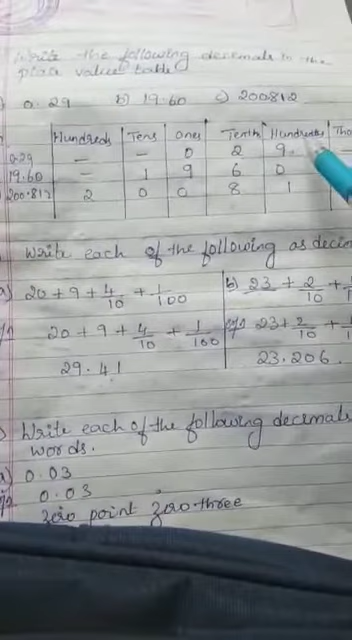 Write the following decimals in the
place value table
a) 0.29 b) 19.60 c) 200812
Hundreds Tens Ones Tenth Hundredths Tho
0.29 – – 0 2 9 –
19.60 – 1 9 6 0
200.812 2 0 0 8 1
Write each of the following as decim
a) 20+9+4/10+1/100 b) 23+2/10+
20+9+4/10+1/100 23+2/10+
29.41 23.206
Write each of the following decimals
words.
a) 0.03
0.03
zero point zero-three